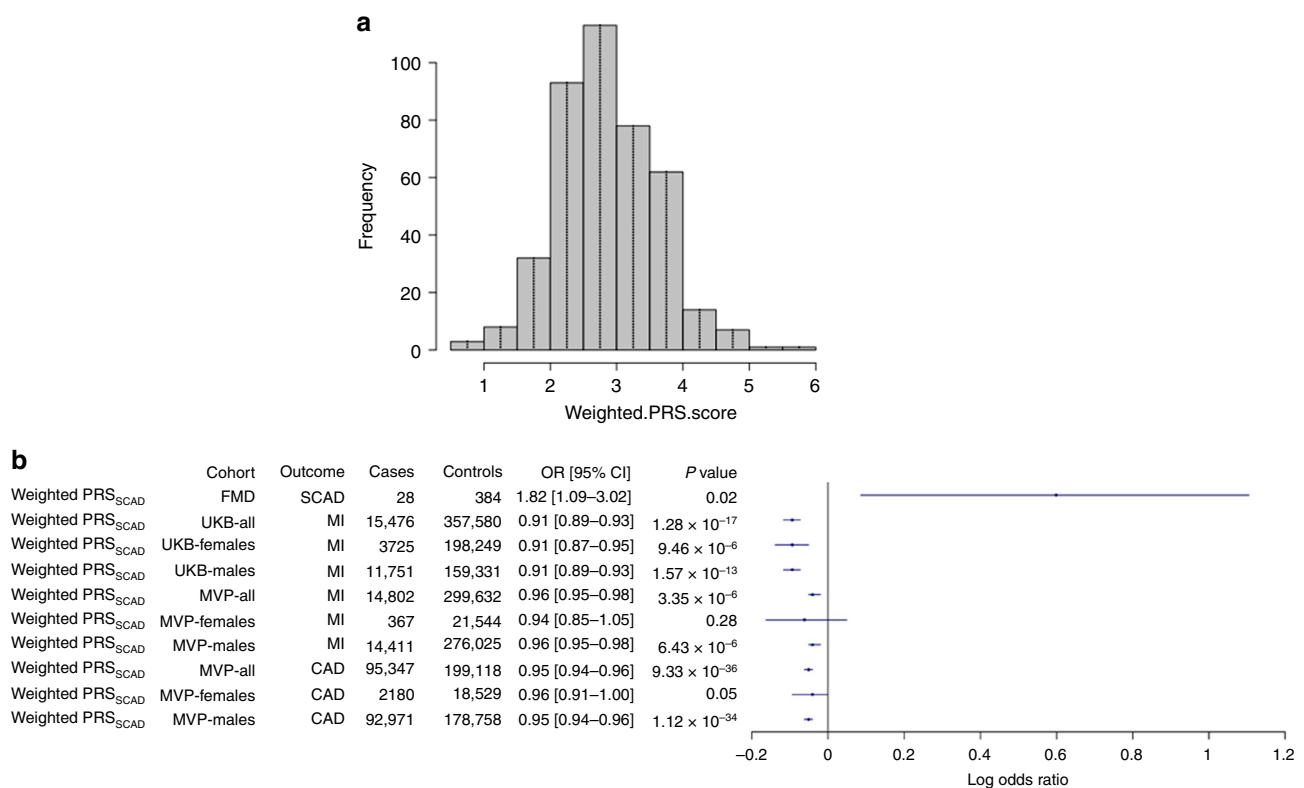 a
100
80
60
40
20
0
Frequency
1 2 3 4 5 6
Weighted.PRS.score
b
Cohort Outcome Cases Controls OR [95% CI] P value
Weighted PRSSCAD FMD SCAD 28 384 1.82 [1.09–3.02] 0.02
Weighted PRSSCAD UKB-all MI 15,476 357,580 0.91 [0.89–0.93] 1.28 × 10–17
Weighted PRSSCAD UKB-females MI 3725 198,249 0.91 [0.87–0.95] 9.46 × 10–6
Weighted PRSSCAD UKB-males MI 11,751 159,331 0.91 [0.89–0.93] 1.57 × 10–13
Weighted PRSSCAD MVP-all MI 14,802 299,632 0.96 [0.95–0.98] 3.35 × 10–6
Weighted PRSSCAD MVP-females MI 367 21,544 0.94 [0.85–1.05] 0.28
Weighted PRSSCAD MVP-males MI 14,411 276,025 0.96 [0.95–0.98] 6.43 × 10–6
Weighted PRSSCAD MVP-all CAD 95,347 199,118 0.95 [0.94–0.96] 9.33 × 10–36
Weighted PRSSCAD MVP-females CAD 2180 18,529 0.96 [0.91–1.00] 0.05
Weighted PRSSCAD MVP-males CAD 92,971 178,758 0.95 [0.94–0.96] 1.12 × 10–34
–0.2 0 0.2 0.4 0.6 0.8 1 1.2
Log odds ratio